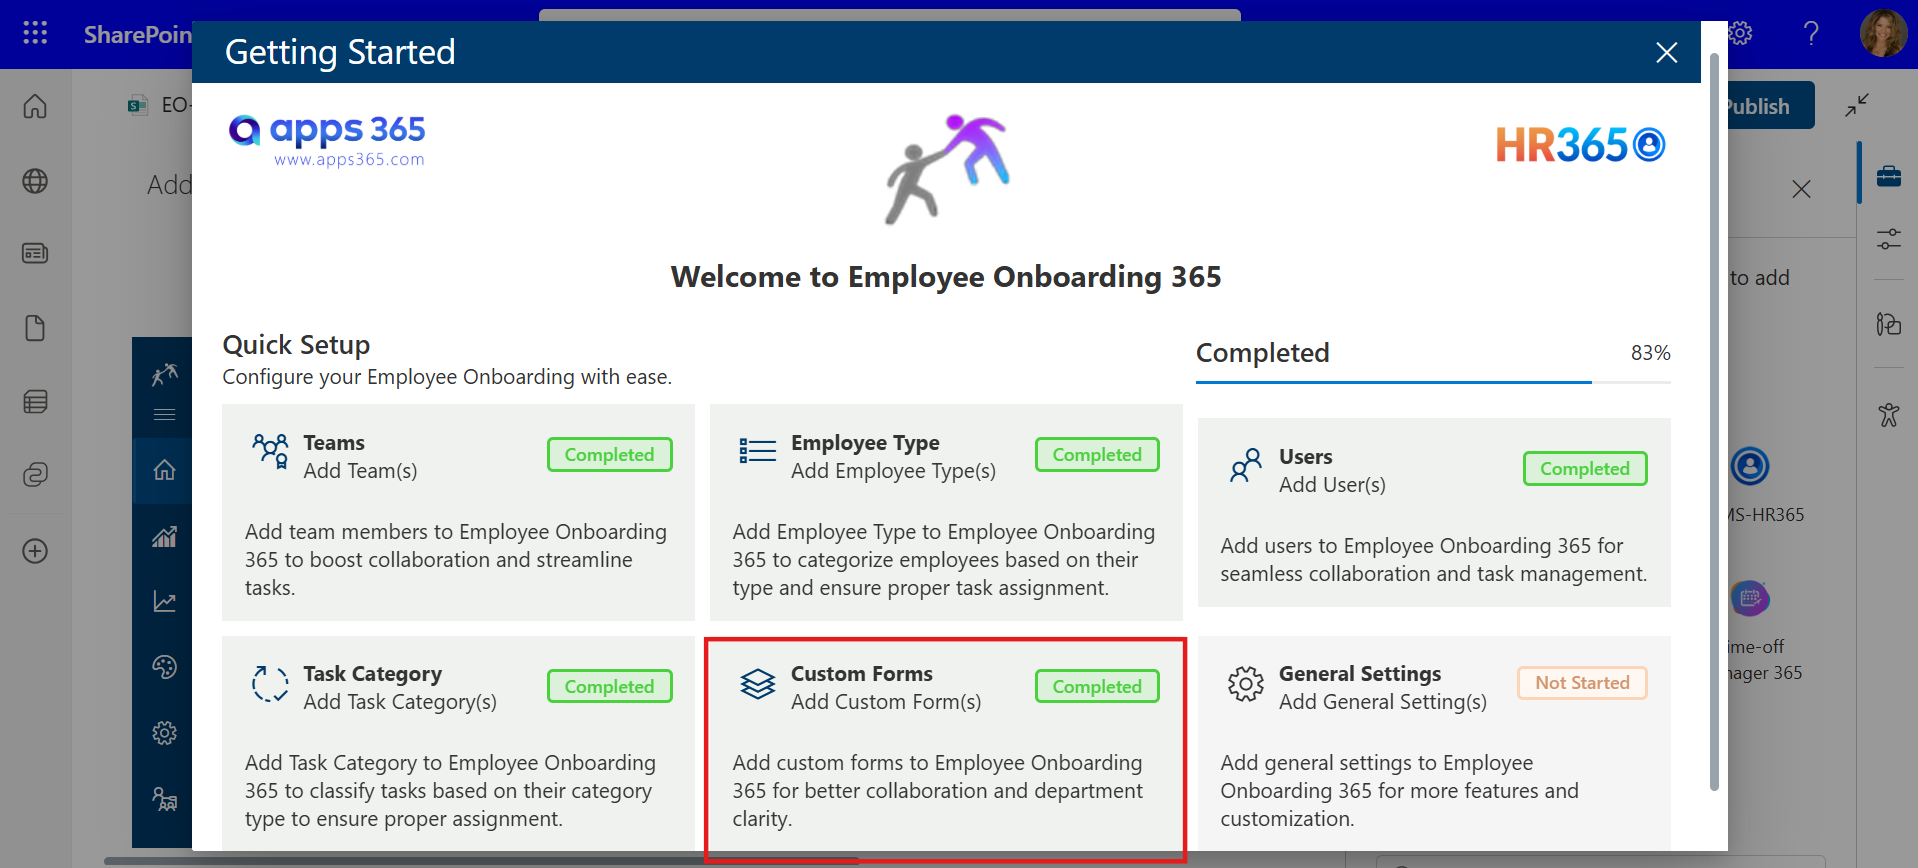 SharePoin
Getting Started
EO-
Publish
apps 365
www.apps365.com
HR365
Add
Welcome to Employee Onboarding 365
to add
Quick Setup
Configure your Employee Onboarding with ease.
Completed 83%
Teams
Add Team(s)
Completed
Add team members to Employee Onboarding
365 to boost collaboration and streamline
tasks.
Employee Type
Add Employee Type(s)
Completed
Add Employee Type to Employee Onboarding
365 to categorize employees based on their
type and ensure proper task assignment.
Users
Add User(s)
Completed
Add users to Employee Onboarding 365 for
seamless collaboration and task management.
MS-HR365
Task Category
Add Task Category(s)
Completed
Add Task Category to Employee Onboarding
365 to classify tasks based on their category
type to ensure proper assignment.
Custom Forms
Add Custom Form(s)
Completed
Add custom forms to Employee Onboarding
365 for better collaboration and department
clarity.
General Settings
Add General Setting(s)
Not Started
Add general settings to Employee
Onboarding 365 for more features and
customization.
ime-off
nager 365